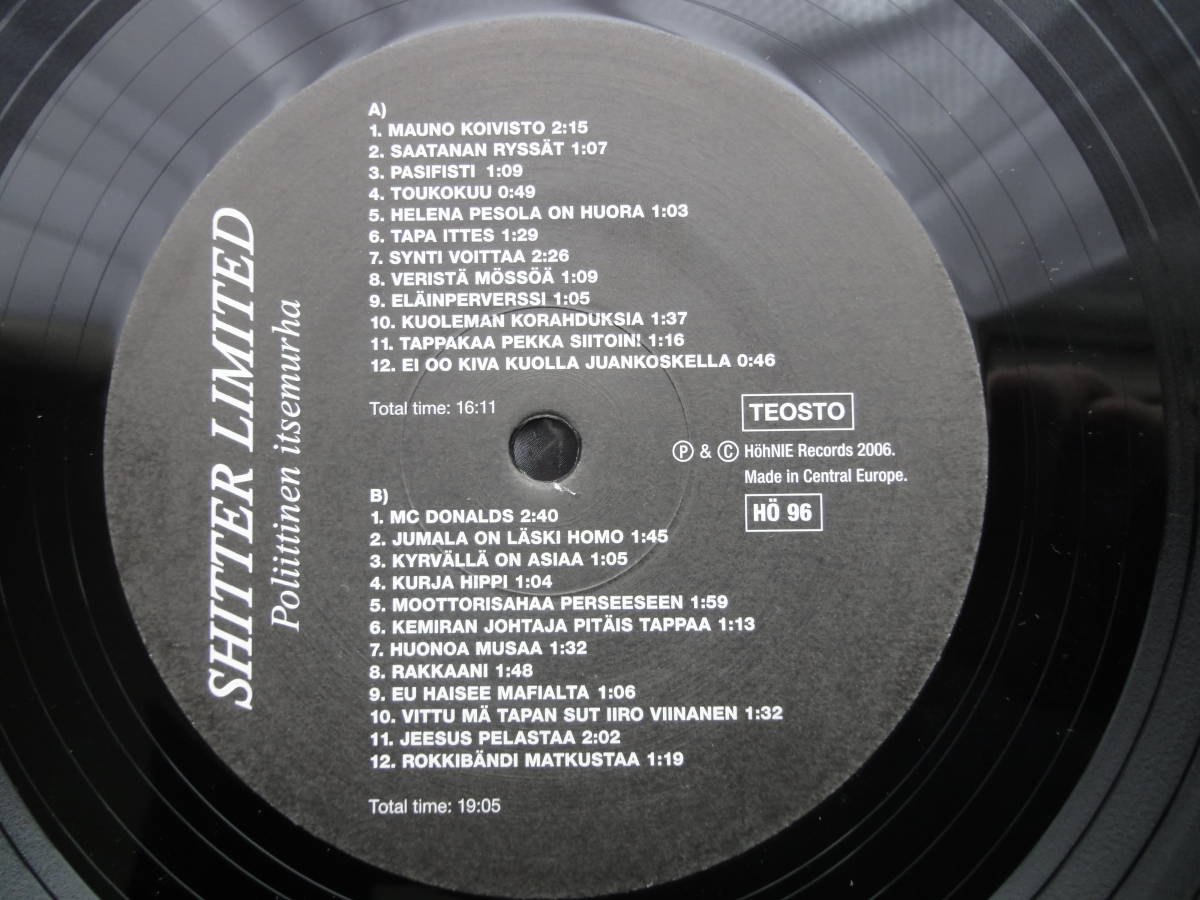 SHITTER LIMITED
Poliittinen itsemurha
A)
1. MAUNO KOIVISTO 2:15
2. SAATANAN RYSSÄT 1:07
3. PASIFISTI 1:09
4. TOUKOKUU 0:49
5. HELENA PESOLA ON HUORA 1:03
6. TAPA ITTES 1:29
7. SYNTI VOITTAA 2:26
8. VERISTÄ MÖSSÖÄ 1:09
9. ELÄINPERVERSSI 1:05
10. KUOLEMAN KORAHDUKSIA 1:37
11. TAPPAKAA PEKKA SIITOIN! 1:16
12. EI OO KIVA KUOLLA JUANKOSKELLA 0:46
Total time: 16:11
TEOSTO
Ⓟ & © HöhNIE Records 2006.
Made in Central Europe.
HÖ 96
B)
1. MC DONALDS 2:40
2. JUMALA ON LÄSKI HOMO 1:45
3. KYRVÄLLÄ ON ASIAA 1:05
4. KURJA HIPPI 1:04
5. MOOTTORISAHAA PERSEESEEN 1:59
6. KEMIRAN JOHTAJA PITÄIS TAPPAA 1:13
7. HUONOA MUSAA 1:32
8. RAKKAANI 1:48
9. EU HAISEE MAFIALTA 1:06
10. VITTU MÄ TAPAN SUT IIRO VIINANEN 1:32
11. JEESUS PELASTAA 2:02
12. ROKKIBÄNDI MATKUSTAA 1:19
Total time: 19:05